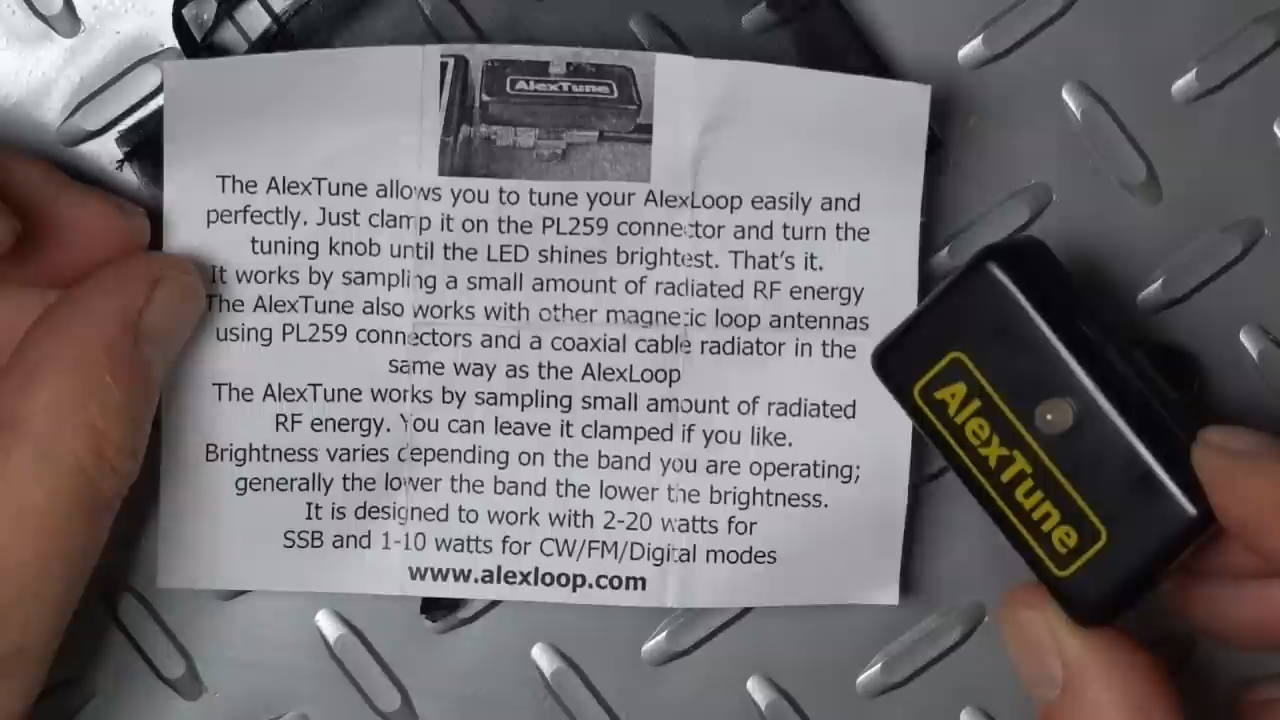 AlexTune
The AlexTune allows you to tune your AlexLoop easily and
perfectly. Just clamp it on the PL259 connector and turn the
tuning knob until the LED shines brightest. That's it.
It works by sampling a small amount of radiated RF energy
The AlexTune also works with other magnetic loop antennas
using PL259 connectors and a coaxial cable radiator in the
same way as the AlexLoop
The AlexTune works by sampling small amount of radiated
RF energy. You can leave it clamped if you like.
Brightness varies depending on the band you are operating;
generally the lower the band the lower the brightness.
It is designed to work with 2-20 watts for
SSB and 1-10 watts for CW/FM/Digital modes
www.alexloop.com
AlexTune